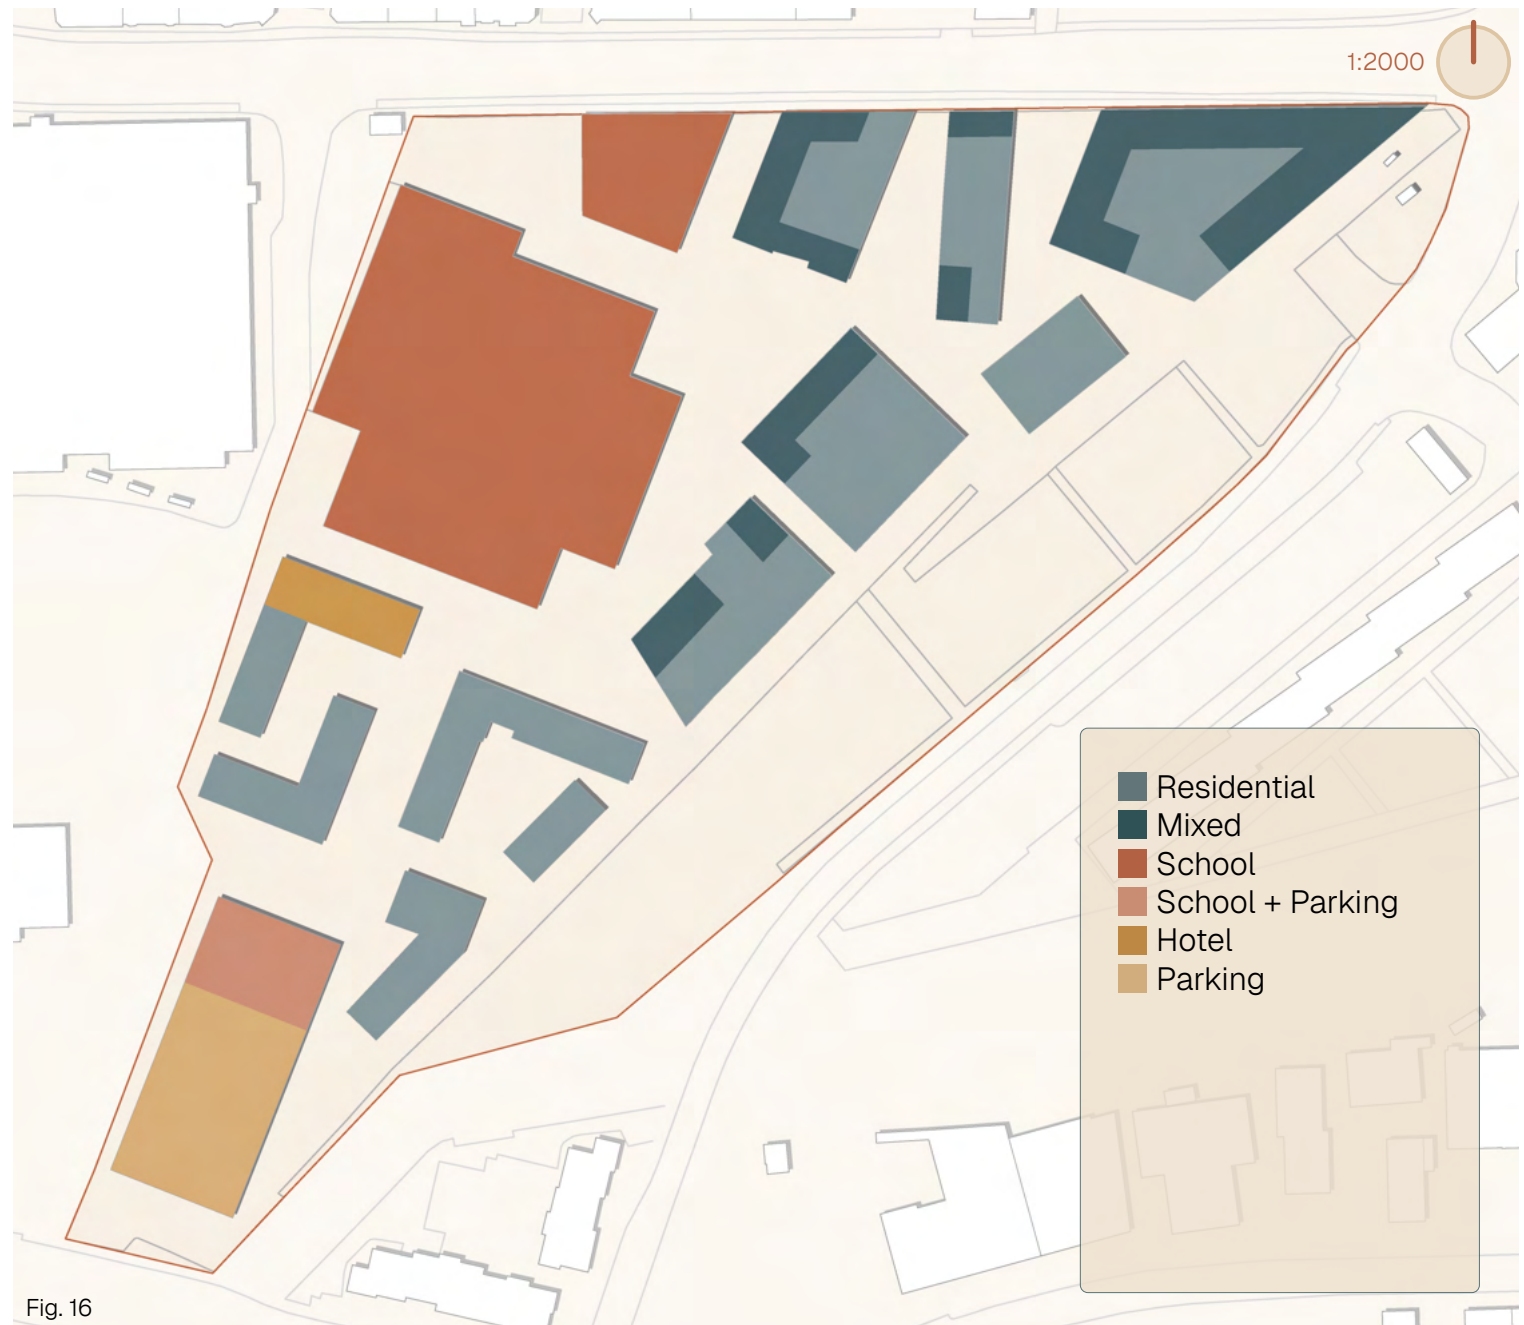 1:2000
Residential
Mixed
School
School + Parking
Hotel
Parking
Fig. 16